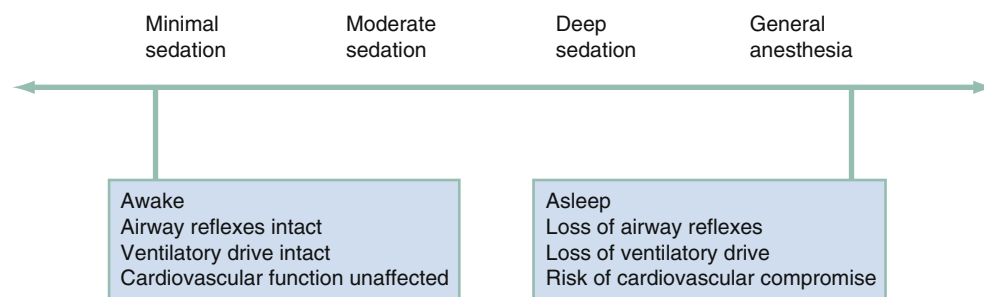 Minimal sedation
Moderate sedation
Deep sedation
General anesthesia
Awake
Airway reflexes intact
Ventilatory drive intact
Cardiovascular function unaffected
Asleep
Loss of airway reflexes
Loss of ventilatory drive
Risk of cardiovascular compromise